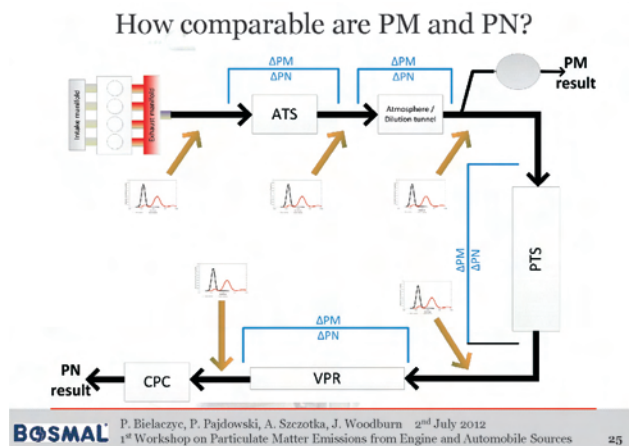 How comparable are PM and PN?
ΔPM
ΔPN
ΔPM
ΔPN
PM
result
Intake manifold
Exhaust manifold
ATS
Atmosphere /
Dilution tunnel
ΔPM
ΔPN
PTS
ΔPM
ΔPN
PN
result
CPC
VPR
BOSMAL
P. Bielaczyc, P. Pajdowski, A. Szczotka, J. Woodburn 2nd July 2012
1st Workshop on Particulate Matter Emissions from Engine and Automobile Sources 25